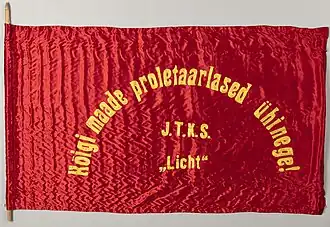 Kõigi maade proletaarlased ühinege!
J.T.K.S.
„Licht“